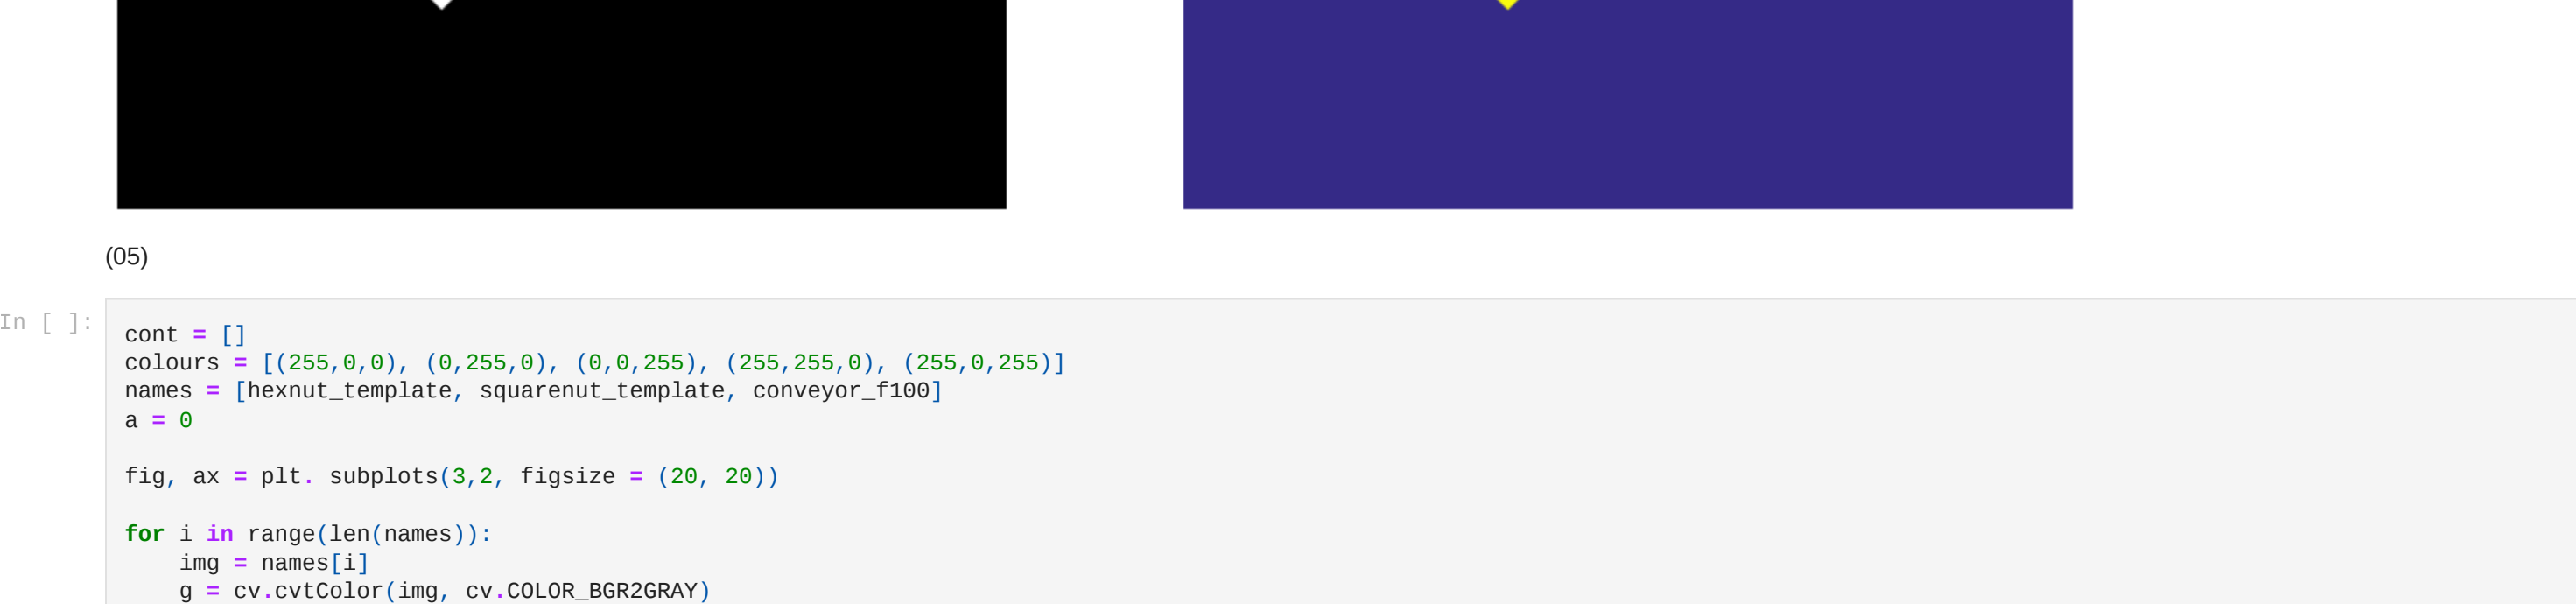 (05)
In [ ]:
cont = []
colours = [(255,0,0), (0,255,0), (0,0,255), (255,255,0), (255,0,255)]
names = [hexnut_template, squarenut_template, conveyor_f100]
a = 0
fig, ax = plt. subplots(3,2, figsize = (20, 20))
for i in range(len(names)):
    img = names[i]
    g = cv.cvtColor(img, cv.COLOR_BGR2GRAY)